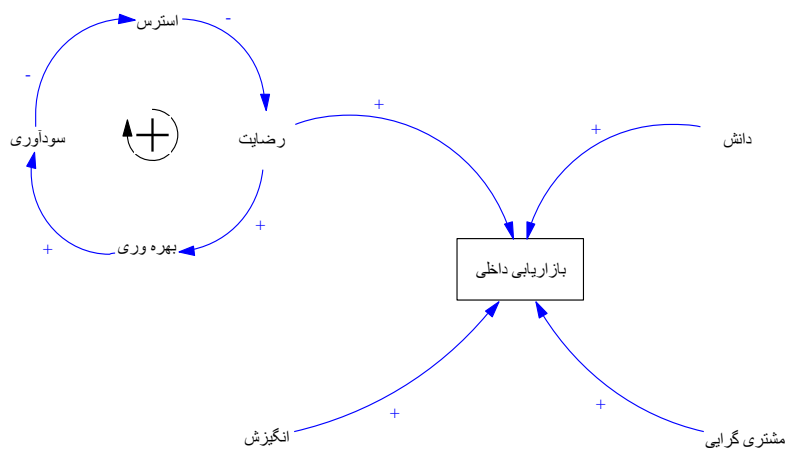 استرس
-
-
+
رضایت
دانش
+
سودآوری
+
+
بهره وری
+
بازاریابی داخلی
+
+
انگیزش
مشتری گرایی